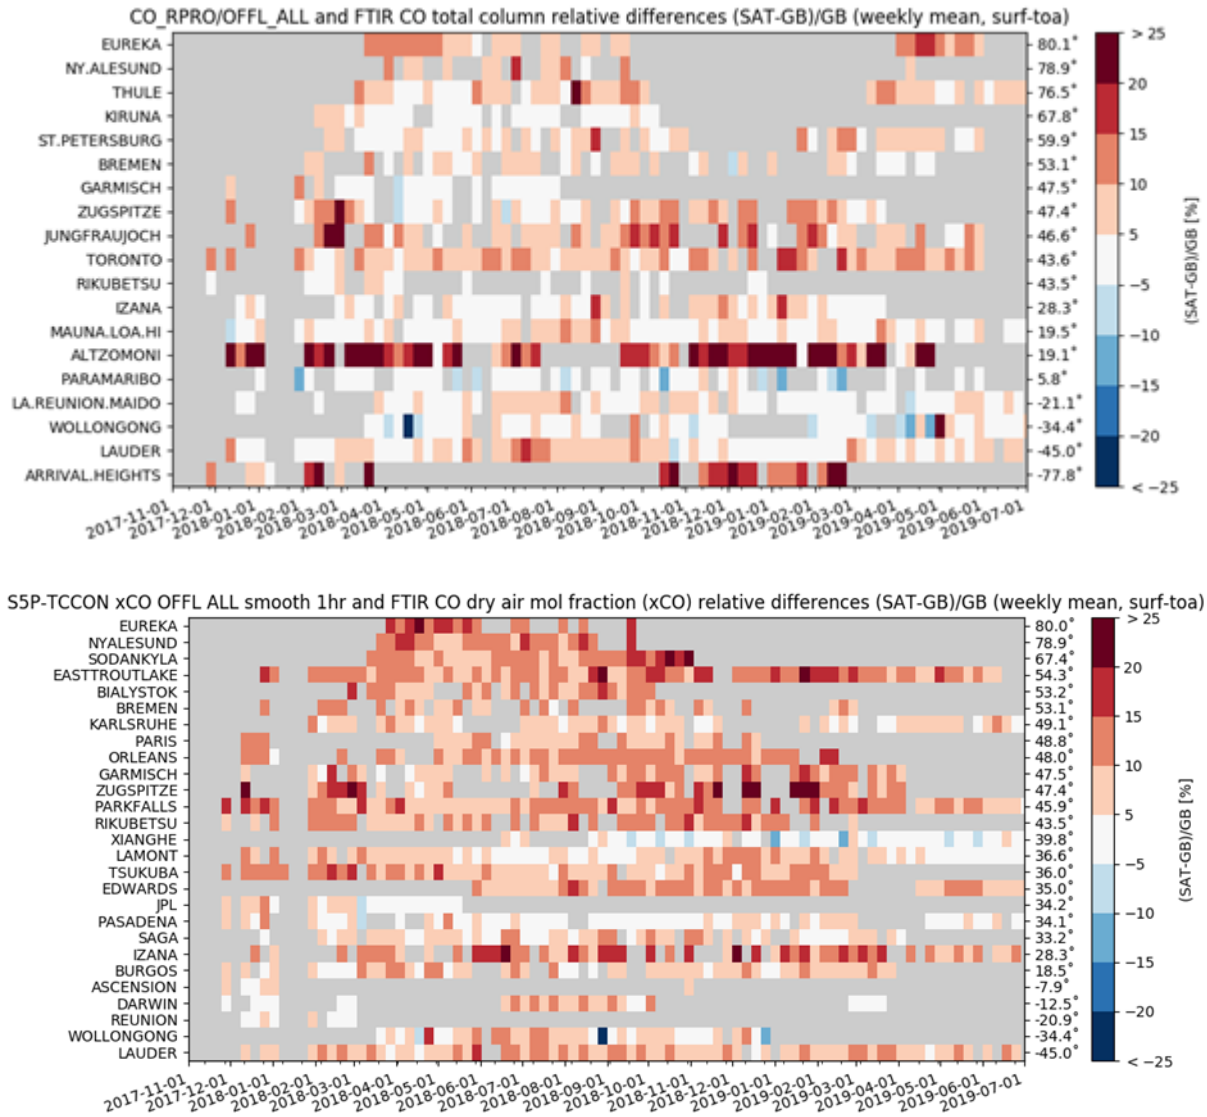 CO_RPRO/OFFL_ALL and FTIR CO total column relative differences (SAT-GB)/GB (weekly mean, surf-toa)
EUREKA 80.1°
NY.ALESUND 78.9°
THULE 76.5°
KIRUNA 67.8°
ST.PETERSBURG 59.9°
BREMEN 53.1°
GARMISCH 47.5°
ZUGSPITZE 47.4°
JUNGFRAUJOCH 46.6°
TORONTO 43.6°
RIKUBETSU 43.5°
IZANA 28.3°
MAUNA.LOA.HI 19.5°
ALTZOMONI 19.1°
PARAMARIBO 5.8°
LA.REUNION.MAIDO -21.1°
WOLLONGONG -34.4°
LAUDER -45.0°
ARRIVAL.HEIGHTS -77.8°
2017-11-01 2017-12-01 2018-01-01 2018-02-01 2018-03-01 2018-04-01 2018-05-01 2018-06-01 2018-07-01 2018-08-01 2018-09-01 2018-10-01 2018-11-01 2018-12-01 2019-01-01 2019-02-01 2019-03-01 2019-04-01 2019-05-01 2019-06-01 2019-07-01
> 25
20
15
10
5
−5
−10
−15
−20
< −25
(SAT-GB)/GB [%]
S5P-TCCON xCO OFFL ALL smooth 1hr and FTIR CO dry air mol fraction (xCO) relative differences (SAT-GB)/GB (weekly mean, surf-toa)
EUREKA 80.0°
NYALESUND 78.9°
SODANKYLA 67.4°
EASTTROUTLAKE 54.3°
BIALYSTOK 53.2°
BREMEN 53.1°
KARLSRUHE 49.1°
PARIS 48.8°
ORLEANS 48.0°
GARMISCH 47.5°
ZUGSPITZE 47.4°
PARKFALLS 45.9°
RIKUBETSU 43.5°
XIANGHE 39.8°
LAMONT 36.6°
TSUKUBA 36.0°
EDWARDS 35.0°
JPL 34.2°
PASADENA 34.1°
SAGA 33.2°
IZANA 28.3°
BURGOS 18.5°
ASCENSION -7.9°
DARWIN -12.5°
REUNION -20.9°
WOLLONGONG -34.4°
LAUDER -45.0°
2017-11-01 2017-12-01 2018-01-01 2018-02-01 2018-03-01 2018-04-01 2018-05-01 2018-06-01 2018-07-01 2018-08-01 2018-09-01 2018-10-01 2018-11-01 2018-12-01 2019-01-01 2019-02-01 2019-03-01 2019-04-01 2019-05-01 2019-06-01 2019-07-01
> 25
20
15
10
5
−5
−10
−15
−20
< −25
(SAT-GB)/GB [%]